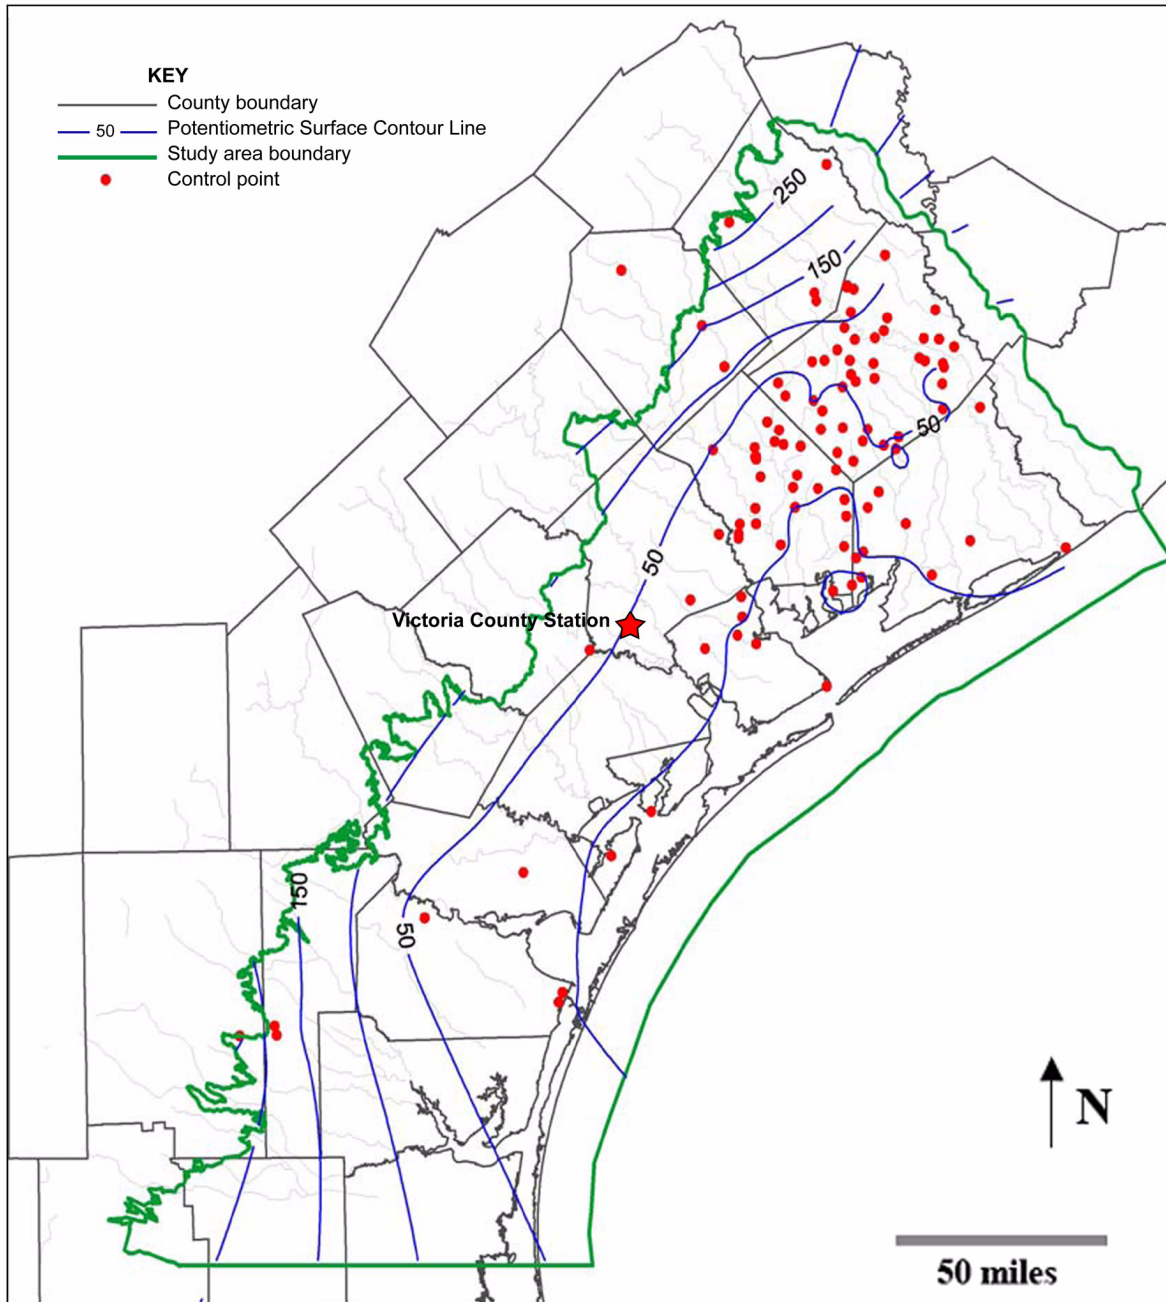 KEY
County boundary
50
Potentiometric Surface Contour Line
Study area boundary
Control point
250
150
50
50
Victoria County Station
150
50
N
50 miles